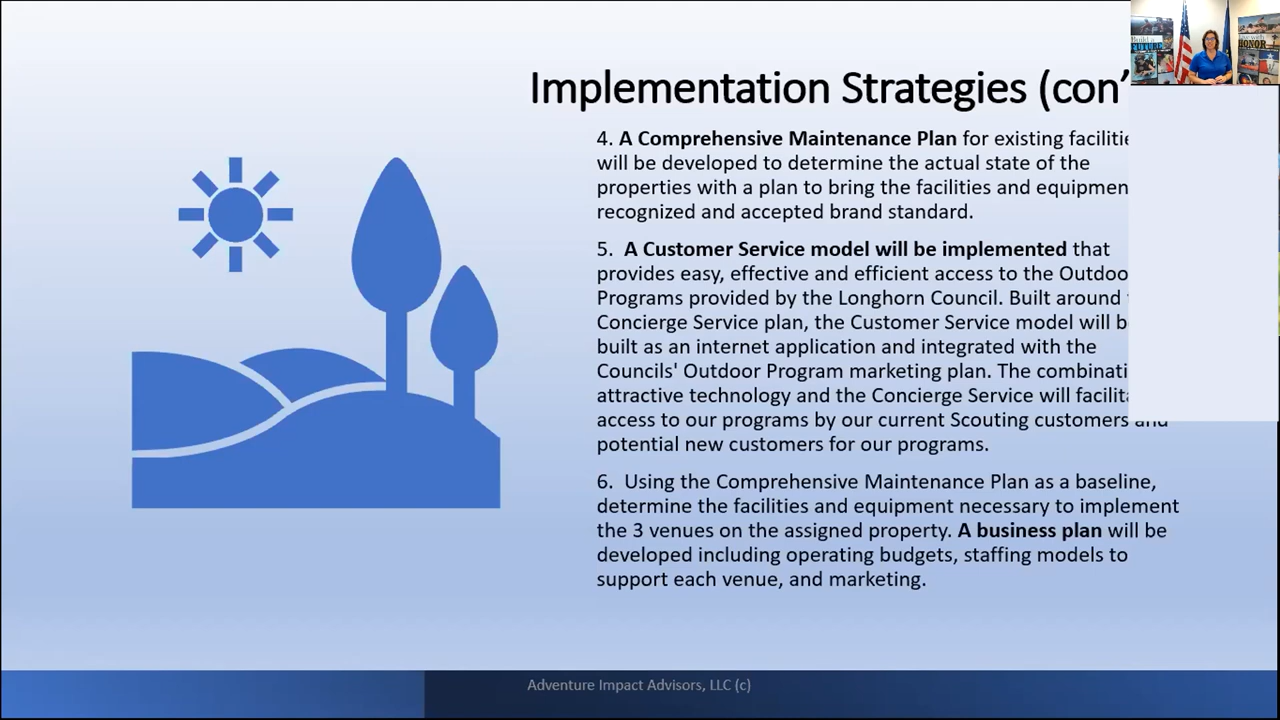 Implementation Strategies (con’
4. A Comprehensive Maintenance Plan for existing
will be developed to determine the actual state of the
properties with a plan to bring the facilities and
recognized and accepted brand standard.
5. A Customer Service model will be implemented that
provides easy, effective and efficient access to the
Programs provided by the Longhorn Council. Built around
Concierge Service plan, the Customer Service model will
built as an internet application and integrated with the
Councils' Outdoor Program marketing plan. The
attractive technology and the Concierge Service will
access to our programs by our current Scouting customers and
potential new customers for our programs.
6. Using the Comprehensive Maintenance Plan as a baseline,
determine the facilities and equipment necessary to implement
the 3 venues on the assigned property. A business plan will be
developed including operating budgets, staffing models to
support each venue, and marketing.
Adventure Impact Advisors, LLC (c)
HONOR
FUTURE